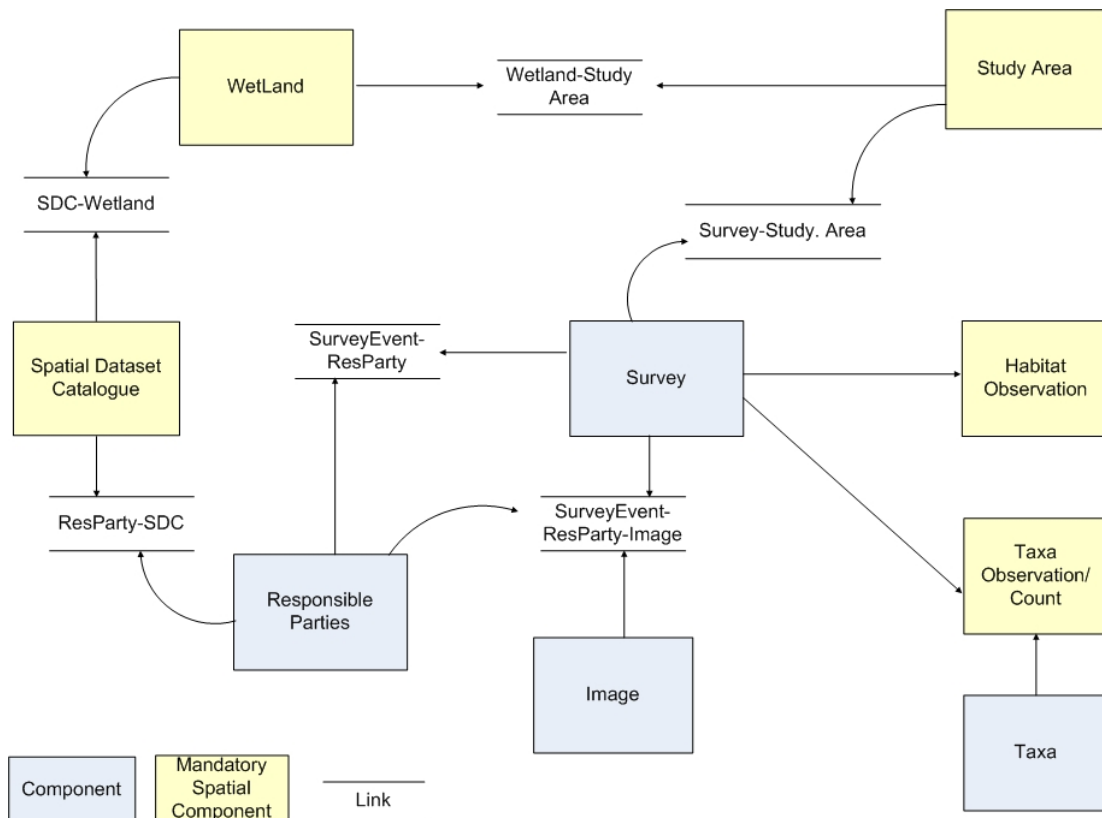 WetLand
Wetland-Study
Area
Study Area
SDC-Wetland
Survey-Study. Area
Spatial Dataset
Catalogue
SurveyEvent-
ResParty
Survey
Habitat
Observation
ResParty-SDC
SurveyEvent-
ResParty-Image
Taxa
Observation/
Count
Responsible
Parties
Image
Taxa
Component
Mandatory
Spatial
Component
Link